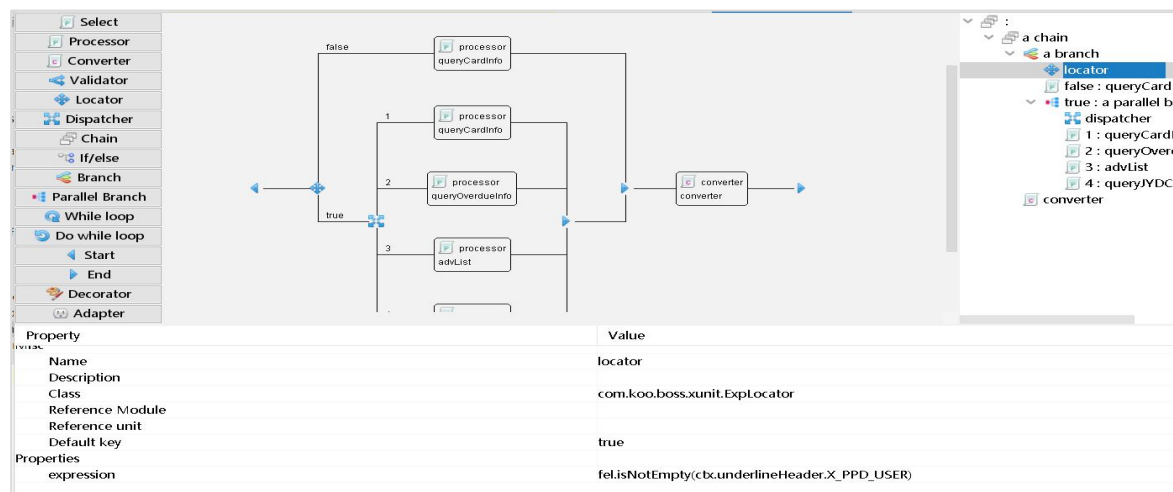 Select
Processor
Converter
Validator
Locator
Dispatcher
Chain
If/else
Branch
Parallel Branch
While loop
Do while loop
Start
End
Decorator
Adapter
false
processor
queryCardInfo
1
processor
queryCardInfo
2
processor
queryOverdueInfo
true
3
processor
advList
converter
converter
:
a chain
a branch
locator
false : queryCard
true : a parallel b
dispatcher
1 : queryCardI
2 : queryOverd
3 : advList
4 : queryJYDC
converter
Property Value
Misc
Name locator
Description
Class com.koo.boss.xunit.ExpLocator
Reference Module
Reference unit
Default key true
Properties
expression fel.isNotEmpty(ctx.underlineHeader.X_PPD_USER)